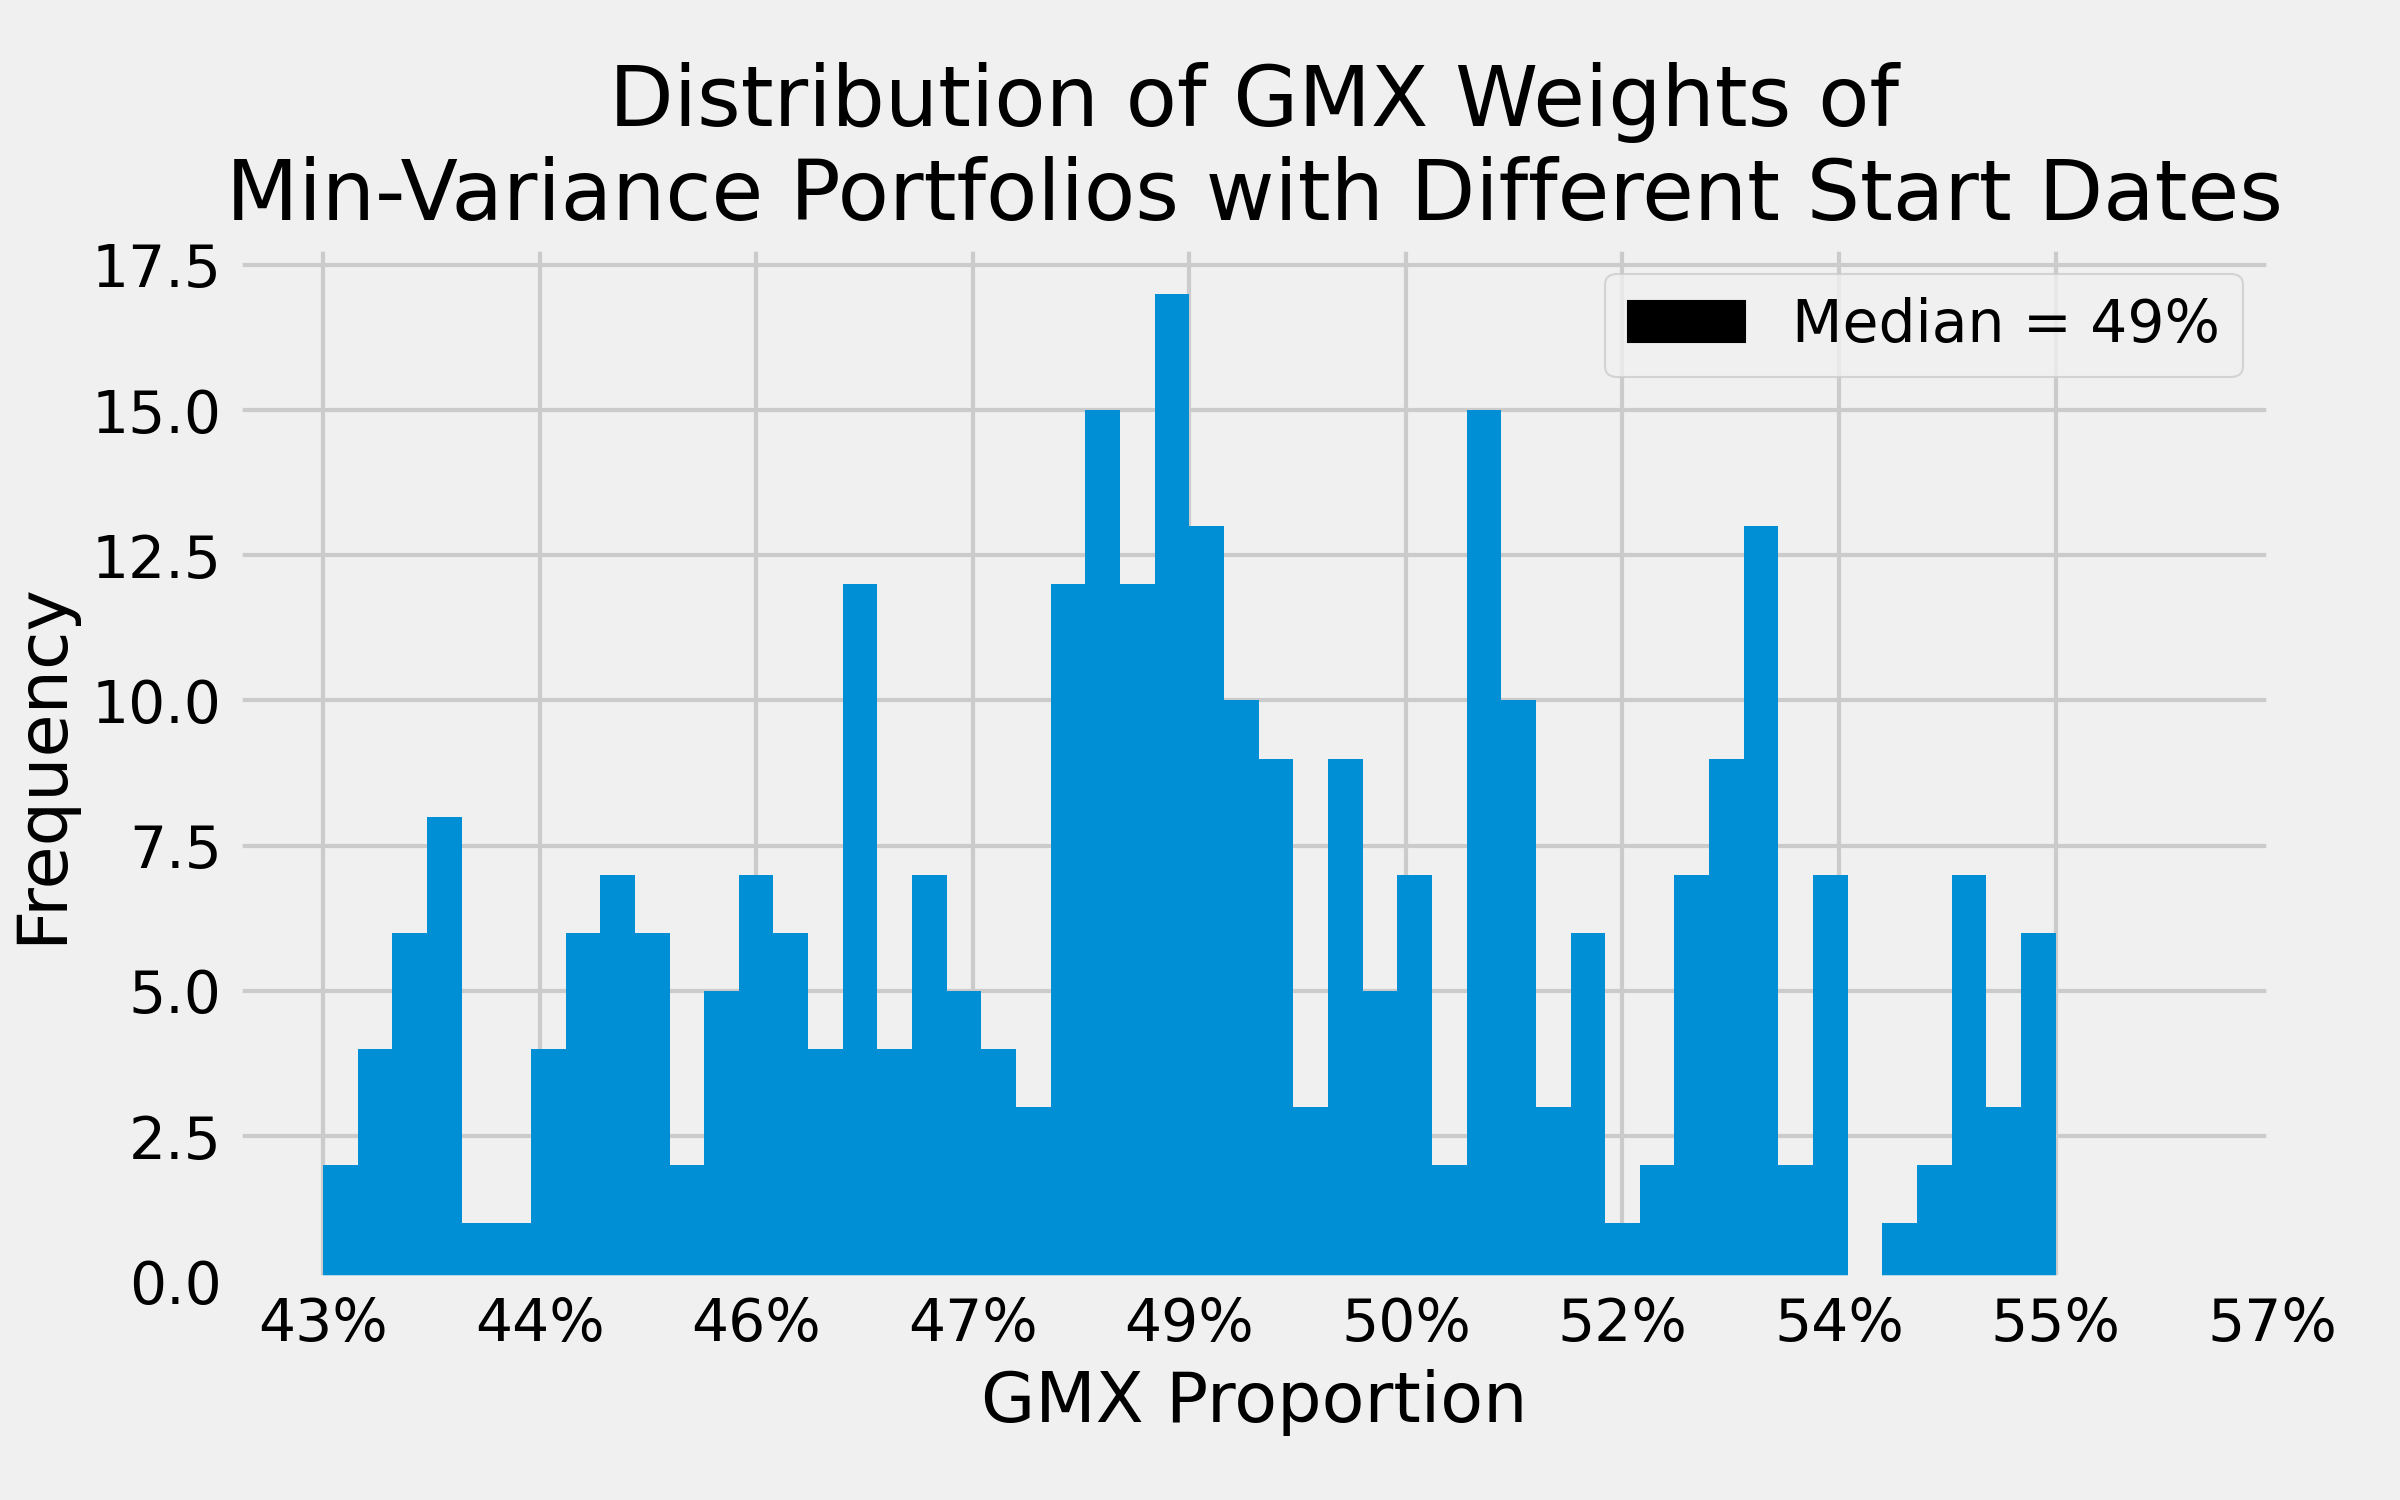 Distribution of GMX Weights of
Min-Variance Portfolios with Different Start Dates
17.5
Median = 49%
15.0
12.5
10.0
7.5
5.0
2.5
0.0
Frequency
43% 44% 46% 47% 49% 50% 52% 54% 55% 57%
GMX Proportion